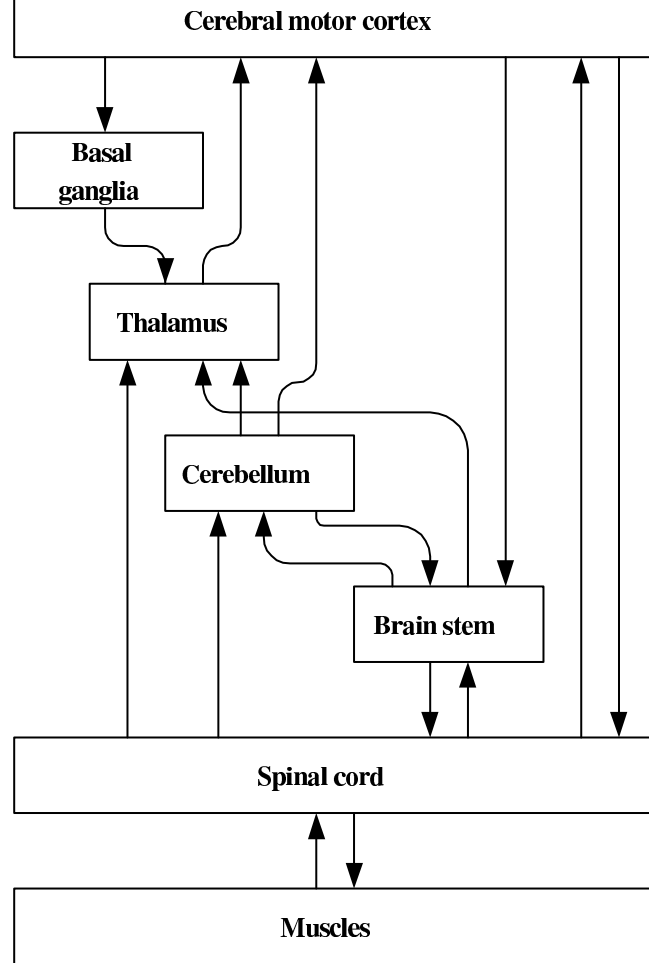 Cerebral motor cortex
Basal
ganglia
Thalamus
Cerebellum
Brain stem
Spinal cord
Muscles